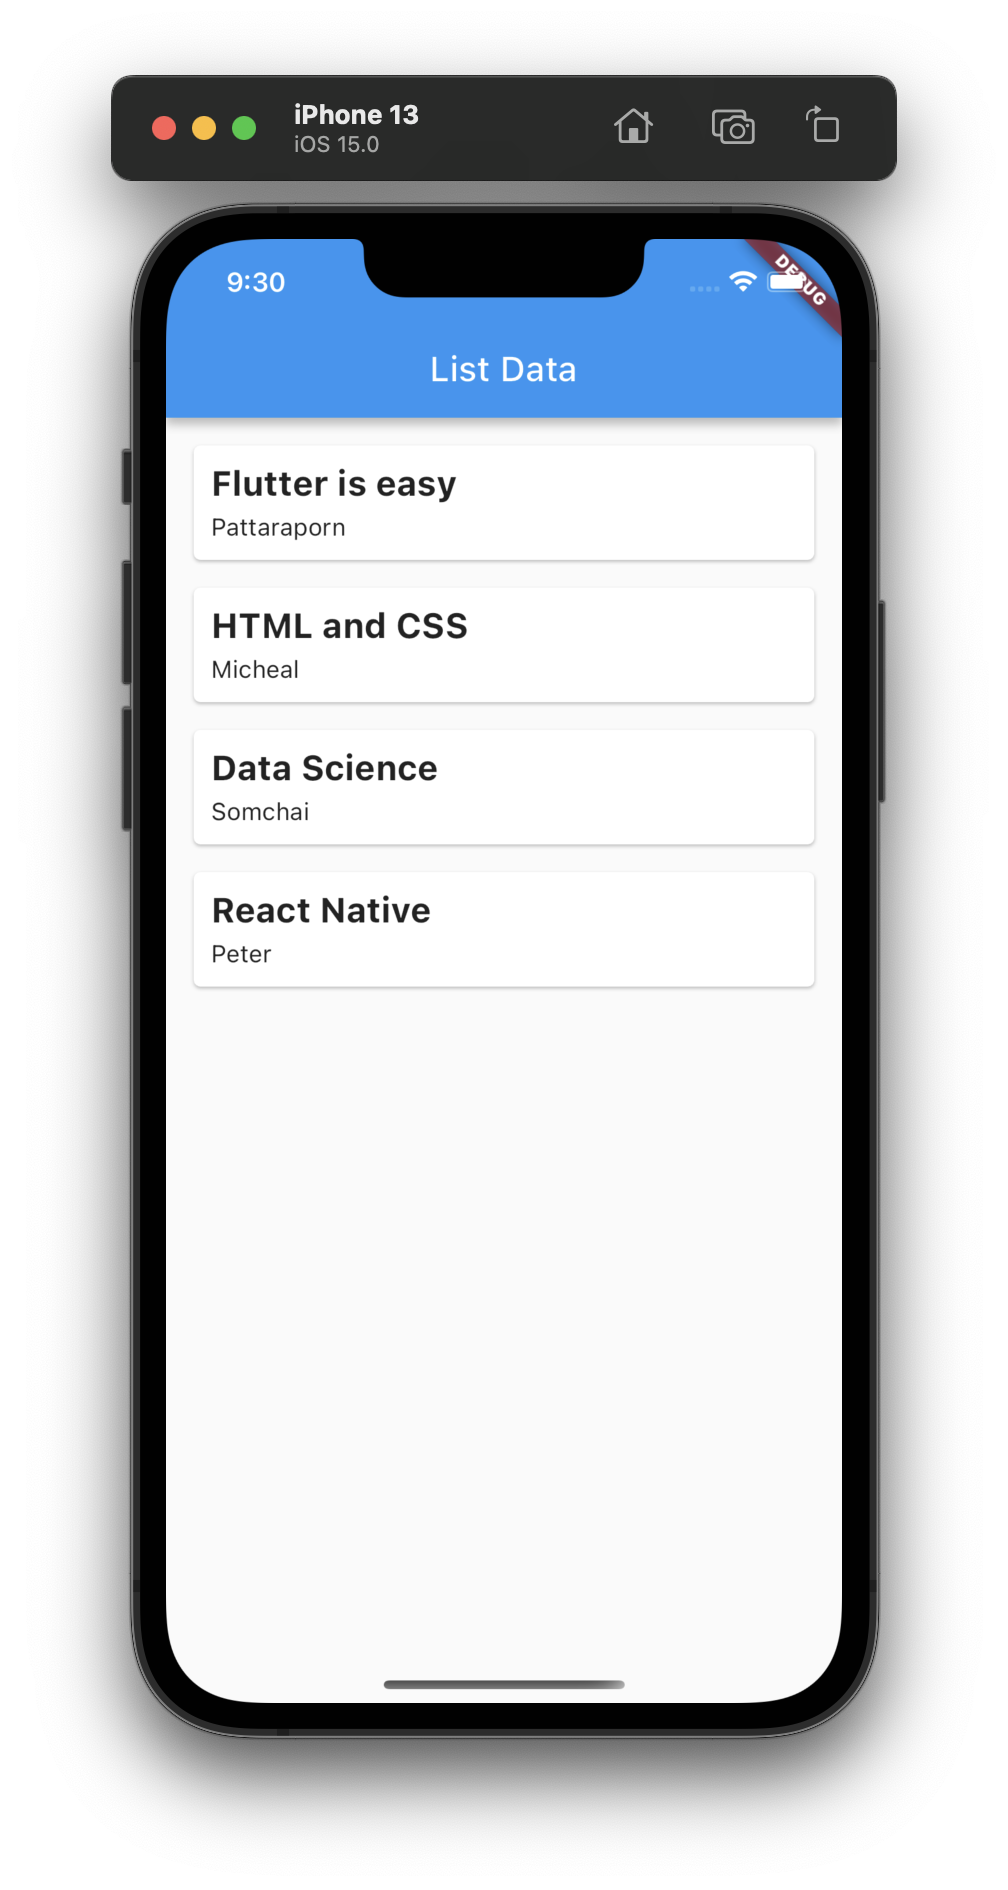 iPhone 13
iOS 15.0
9:30
DEBUG
List Data
Flutter is easy
Pattaraporn
HTML and CSS
Micheal
Data Science
Somchai
React Native
Peter